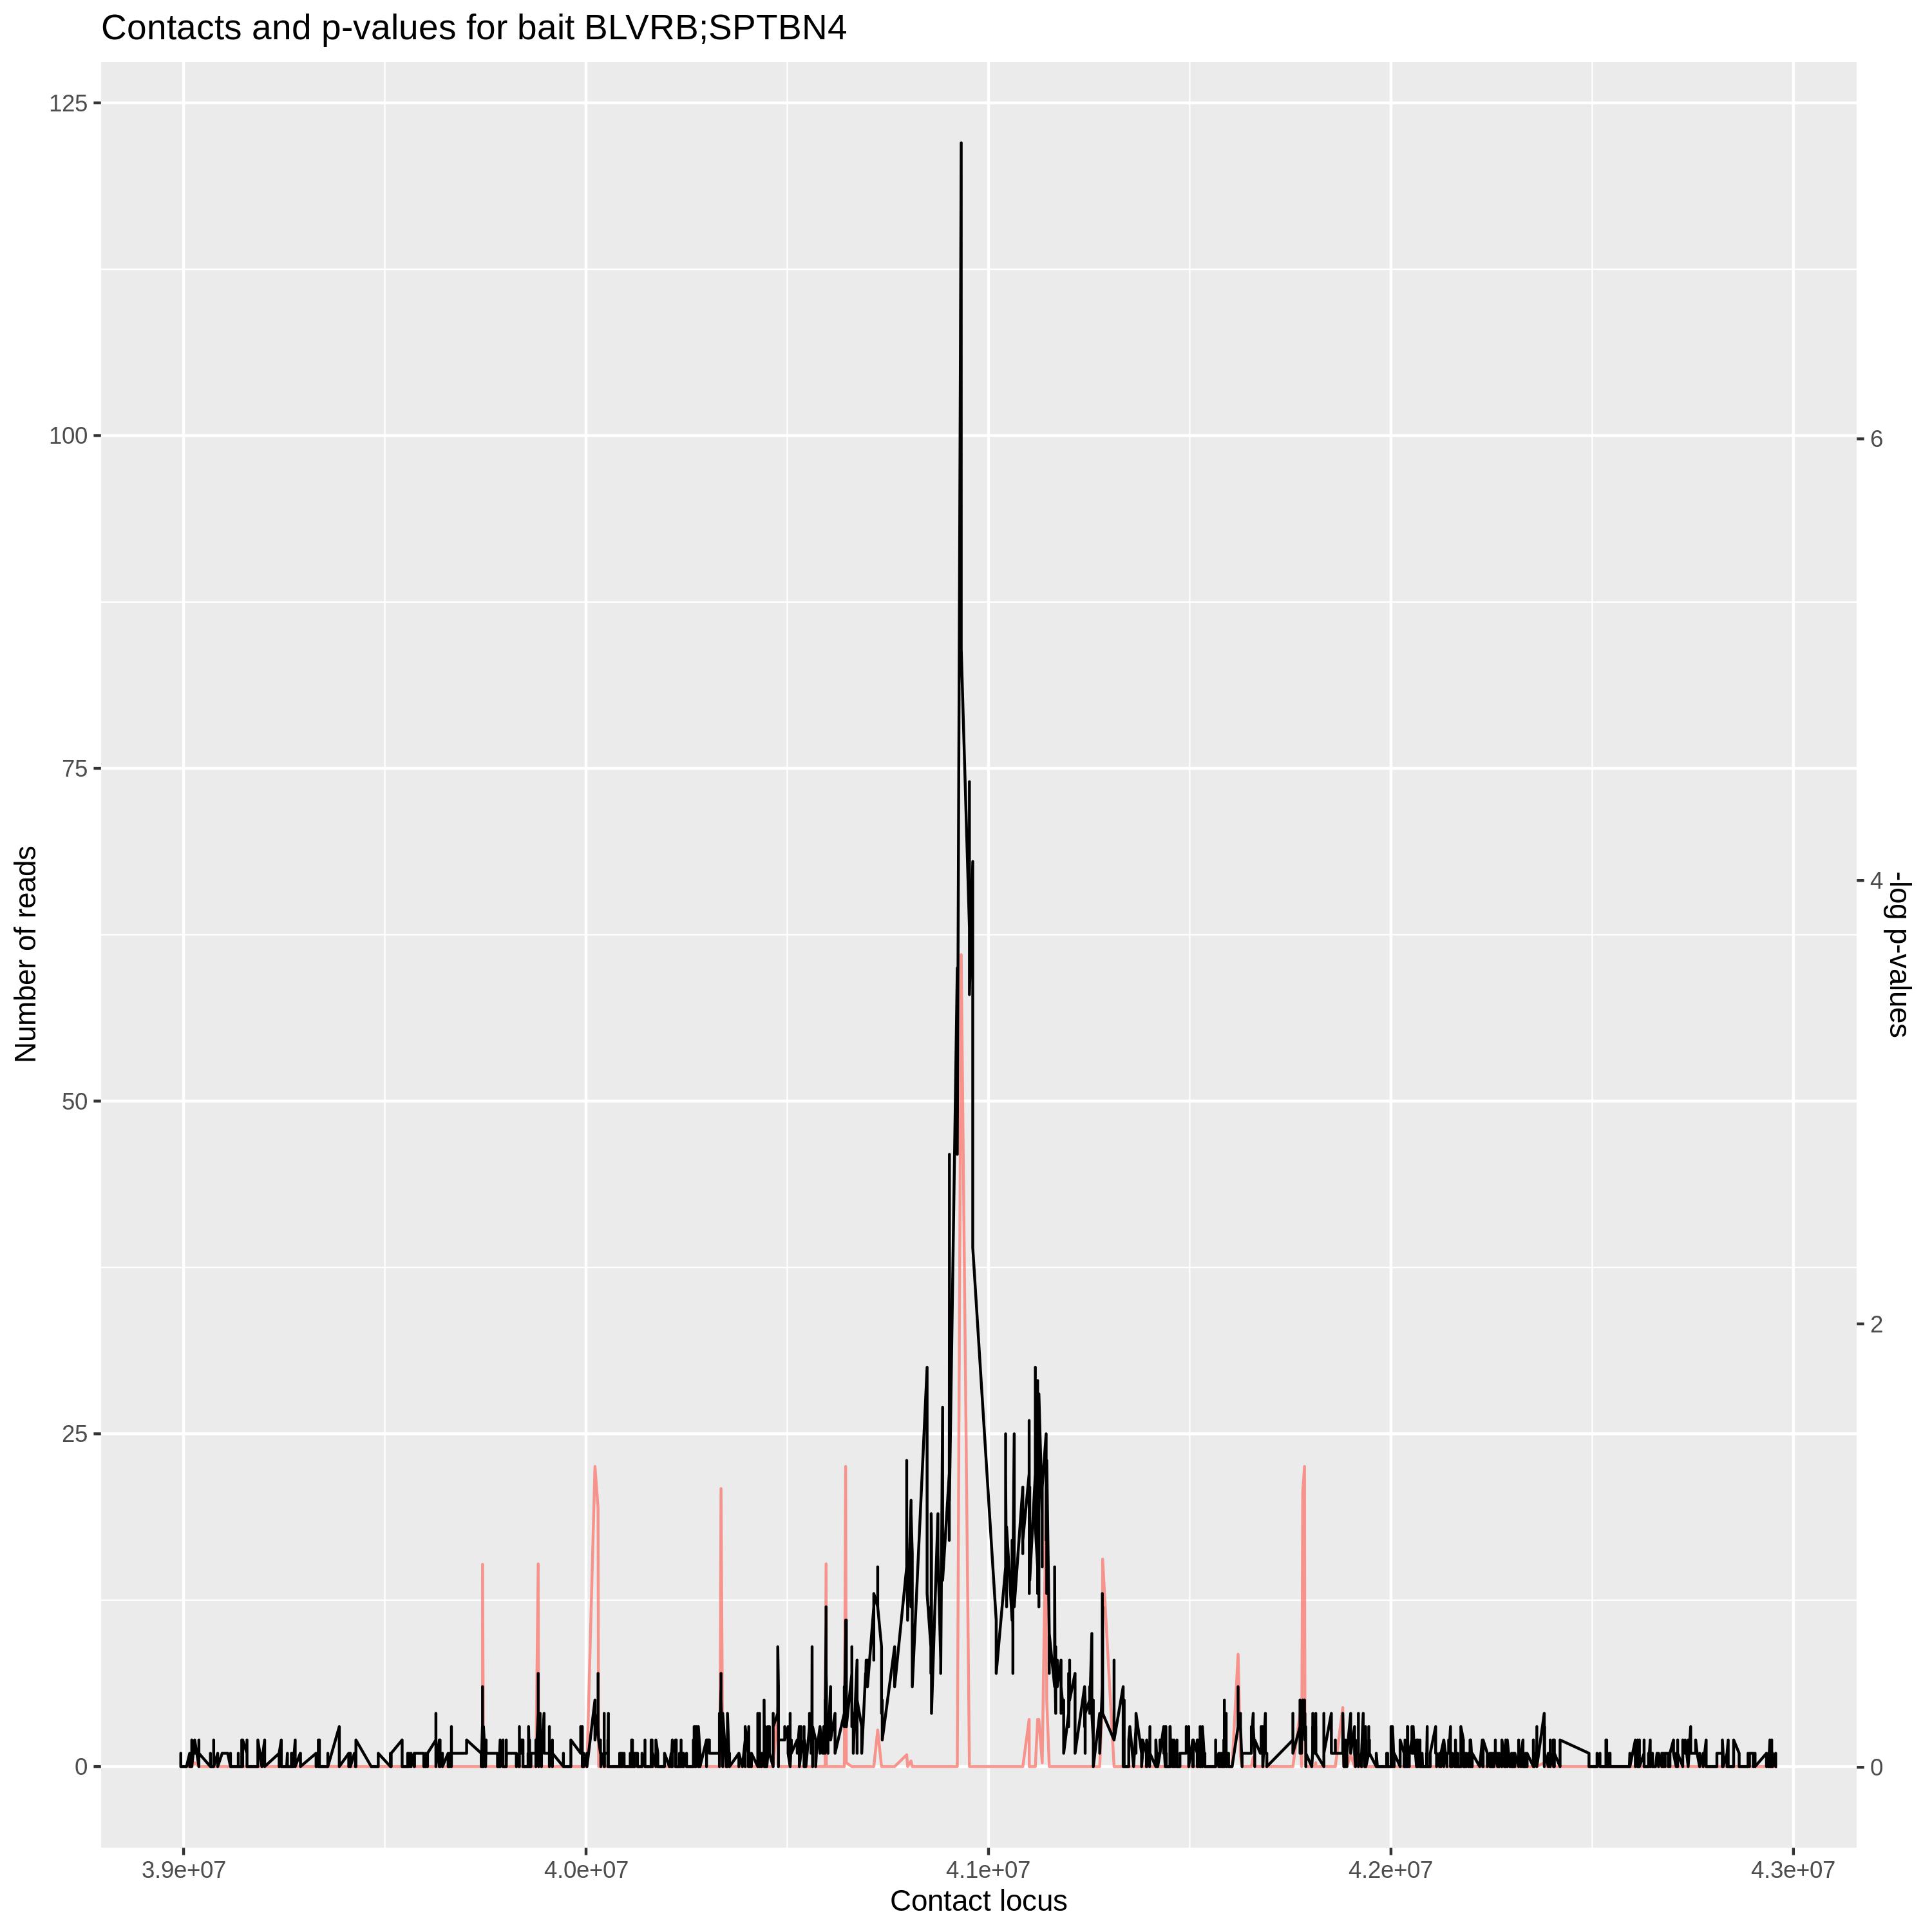 Contacts and p-values for bait BLVRB;SPTBN4
125
100
75
50
25
0
Number of reads
6
4
2
0
-log p-values
3.9e+07 4.0e+07 4.1e+07 4.2e+07 4.3e+07
Contact locus